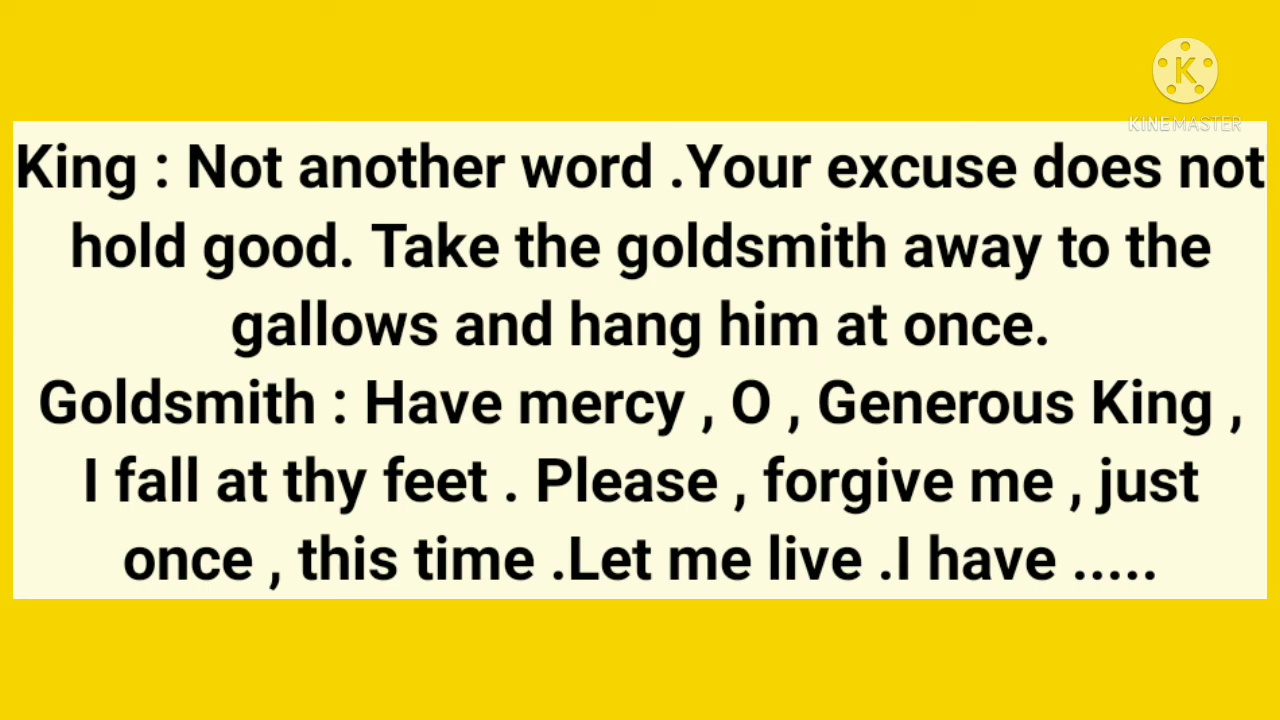 K
KINEMASTER
King : Not another word .Your excuse does not
hold good. Take the goldsmith away to the
gallows and hang him at once.
Goldsmith : Have mercy , O , Generous King ,
I fall at thy feet . Please , forgive me , just
once , this time .Let me live .I have .....